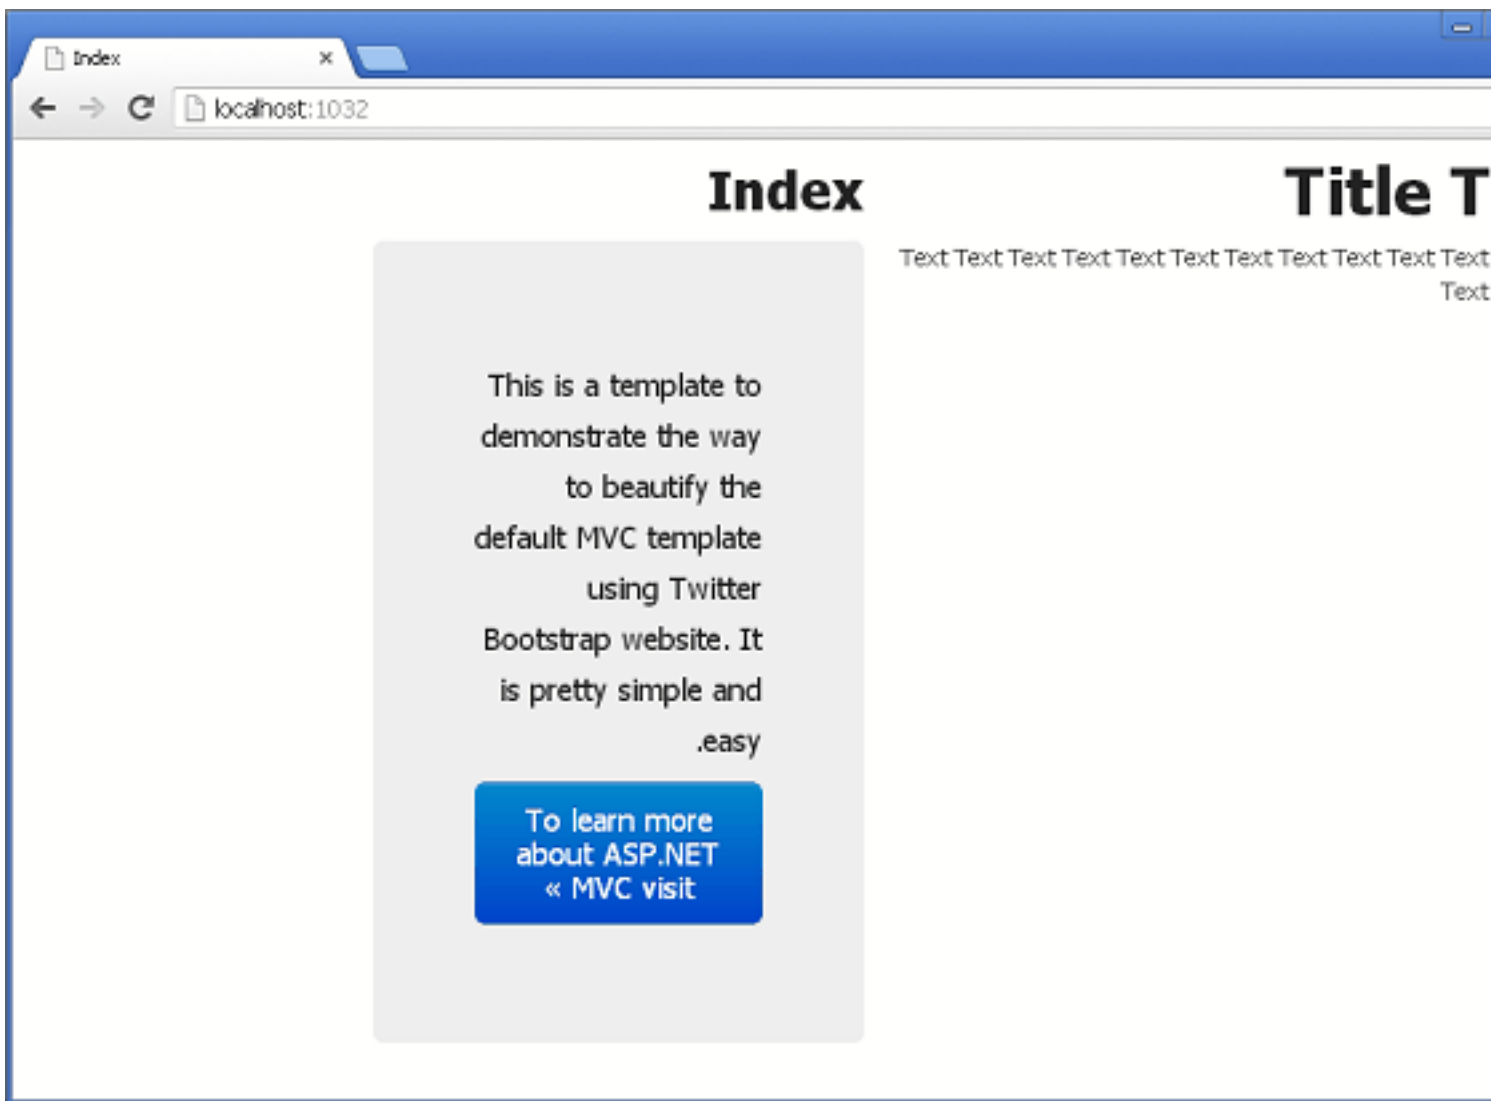 Index
localhost:1032
Index
This is a template to
demonstrate the way
to beautify the
default MVC template
using Twitter
Bootstrap website. It
is pretty simple and
.easy
To learn more
about ASP.NET
« MVC visit
Title T
Text Text Text Text Text Text Text Text Text Text Text
Text